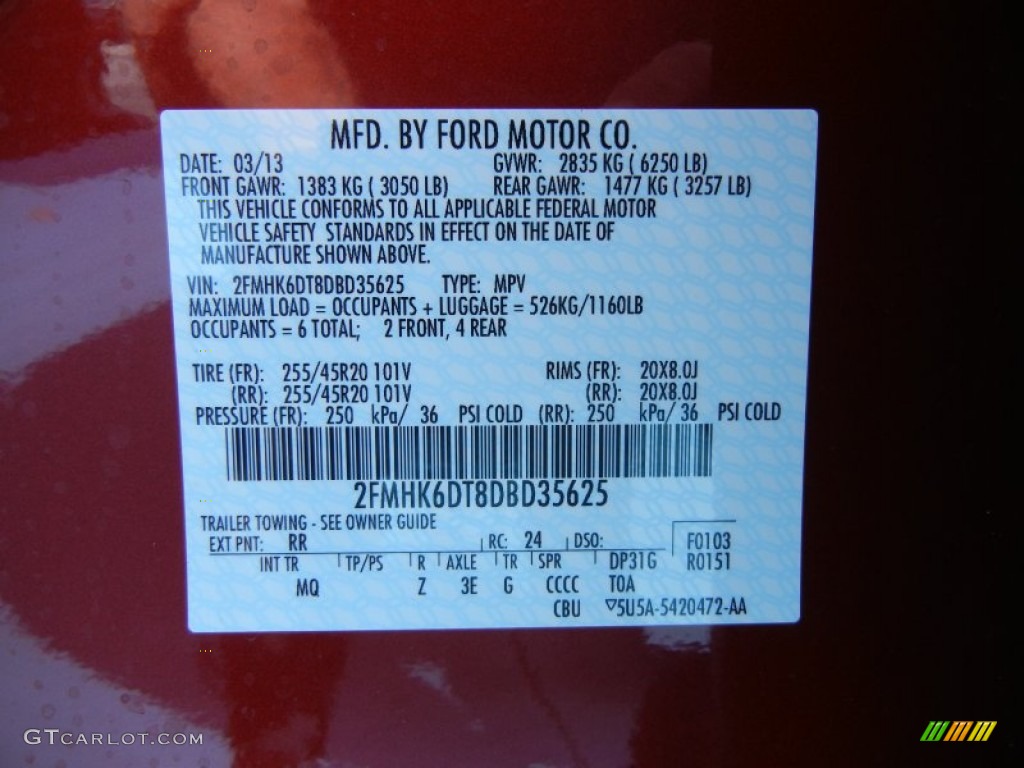 MFD. BY FORD MOTOR CO.
DATE: 03/13 GVWR: 2835 KG ( 6250 LB)
FRONT GAWR: 1383 KG ( 3050 LB) REAR GAWR: 1477 KG ( 3257 LB)
THIS VEHICLE CONFORMS TO ALL APPLICABLE FEDERAL MOTOR
VEHICLE SAFETY STANDARDS IN EFFECT ON THE DATE OF
MANUFACTURE SHOWN ABOVE.
VIN: 2FMHK6DT8DBD35625 TYPE: MPV
MAXIMUM LOAD = OCCUPANTS + LUGGAGE = 526KG/1160LB
OCCUPANTS = 6 TOTAL; 2 FRONT, 4 REAR
TIRE (FR): 255/45R20 101V RIMS (FR): 20X8.0J
(RR): 255/45R20 101V (RR): 20X8.0J
PRESSURE (FR): 250 kPa/ 36 PSI COLD (RR): 250 kPa/ 36 PSI COLD
2FMHK6DT8DBD35625
TRAILER TOWING - SEE OWNER GUIDE
EXT PNT: RR RC: 24 DSO: F0103
INT TR TP/PS R AXLE TR SPR DP31G R0151
MQ Z 3E G CCCC TOA
CBU ▽5U5A-5420472-AA
GTCARLOT.COM